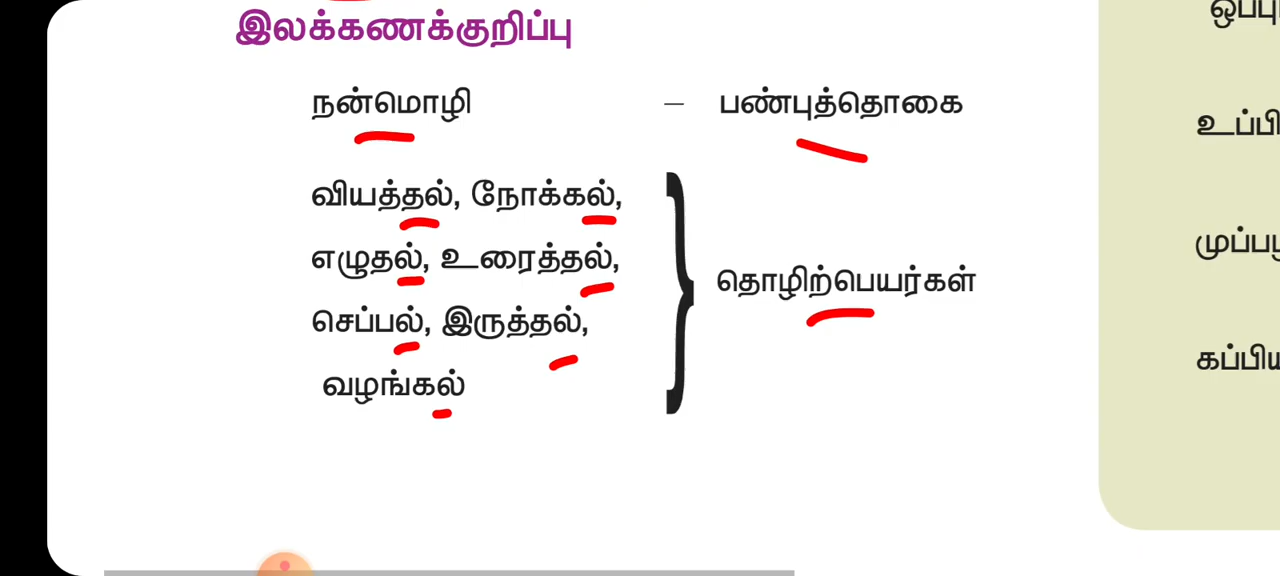 இலக்கணக்குறிப்பு
நன்மொழி – பண்புத்தொகை
வியத்தல், நோக்கல்,
எழுதல், உரைத்தல்,
தொழிற்பெயர்கள்
செப்பல், இருத்தல்,
வழங்கல்